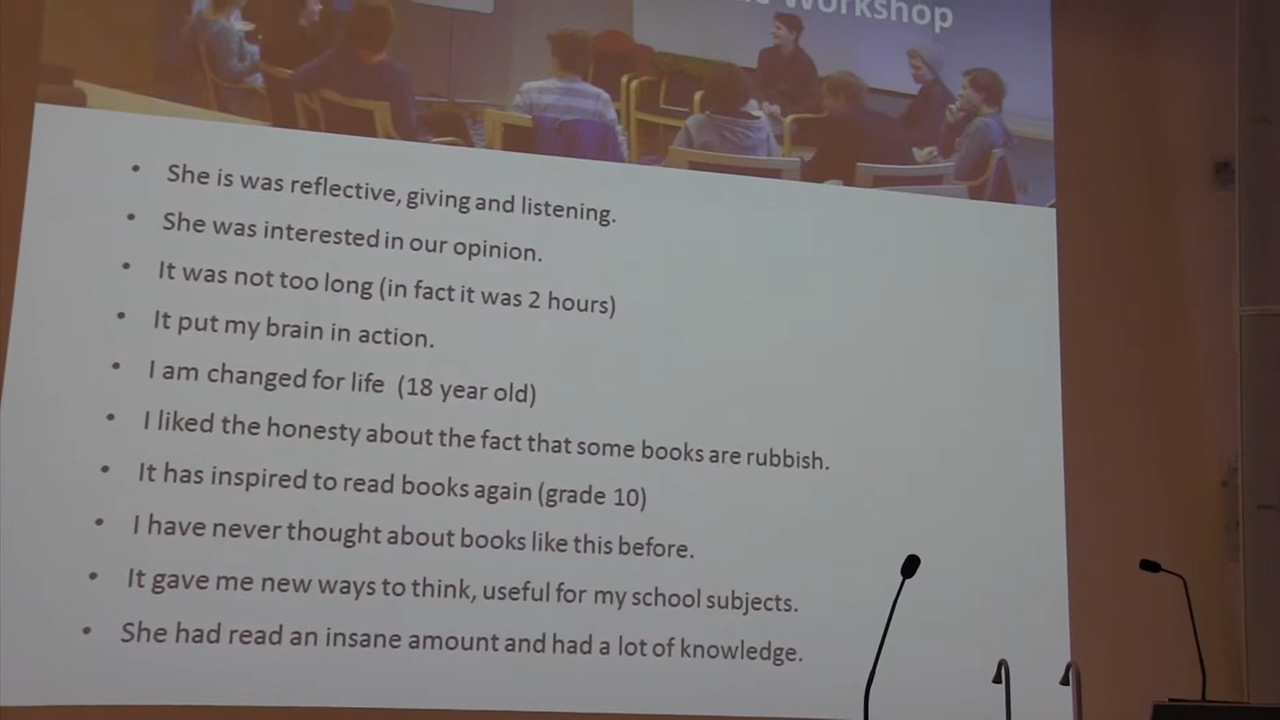 Workshop
• She is was reflective, giving and listening.
• She was interested in our opinion.
• It was not too long (in fact it was 2 hours)
• It put my brain in action.
• I am changed for life (18 year old)
• I liked the honesty about the fact that some books are rubbish.
• It has inspired to read books again (grade 10)
• I have never thought about books like this before.
• It gave me new ways to think, useful for my school subjects.
• She had read an insane amount and had a lot of knowledge.